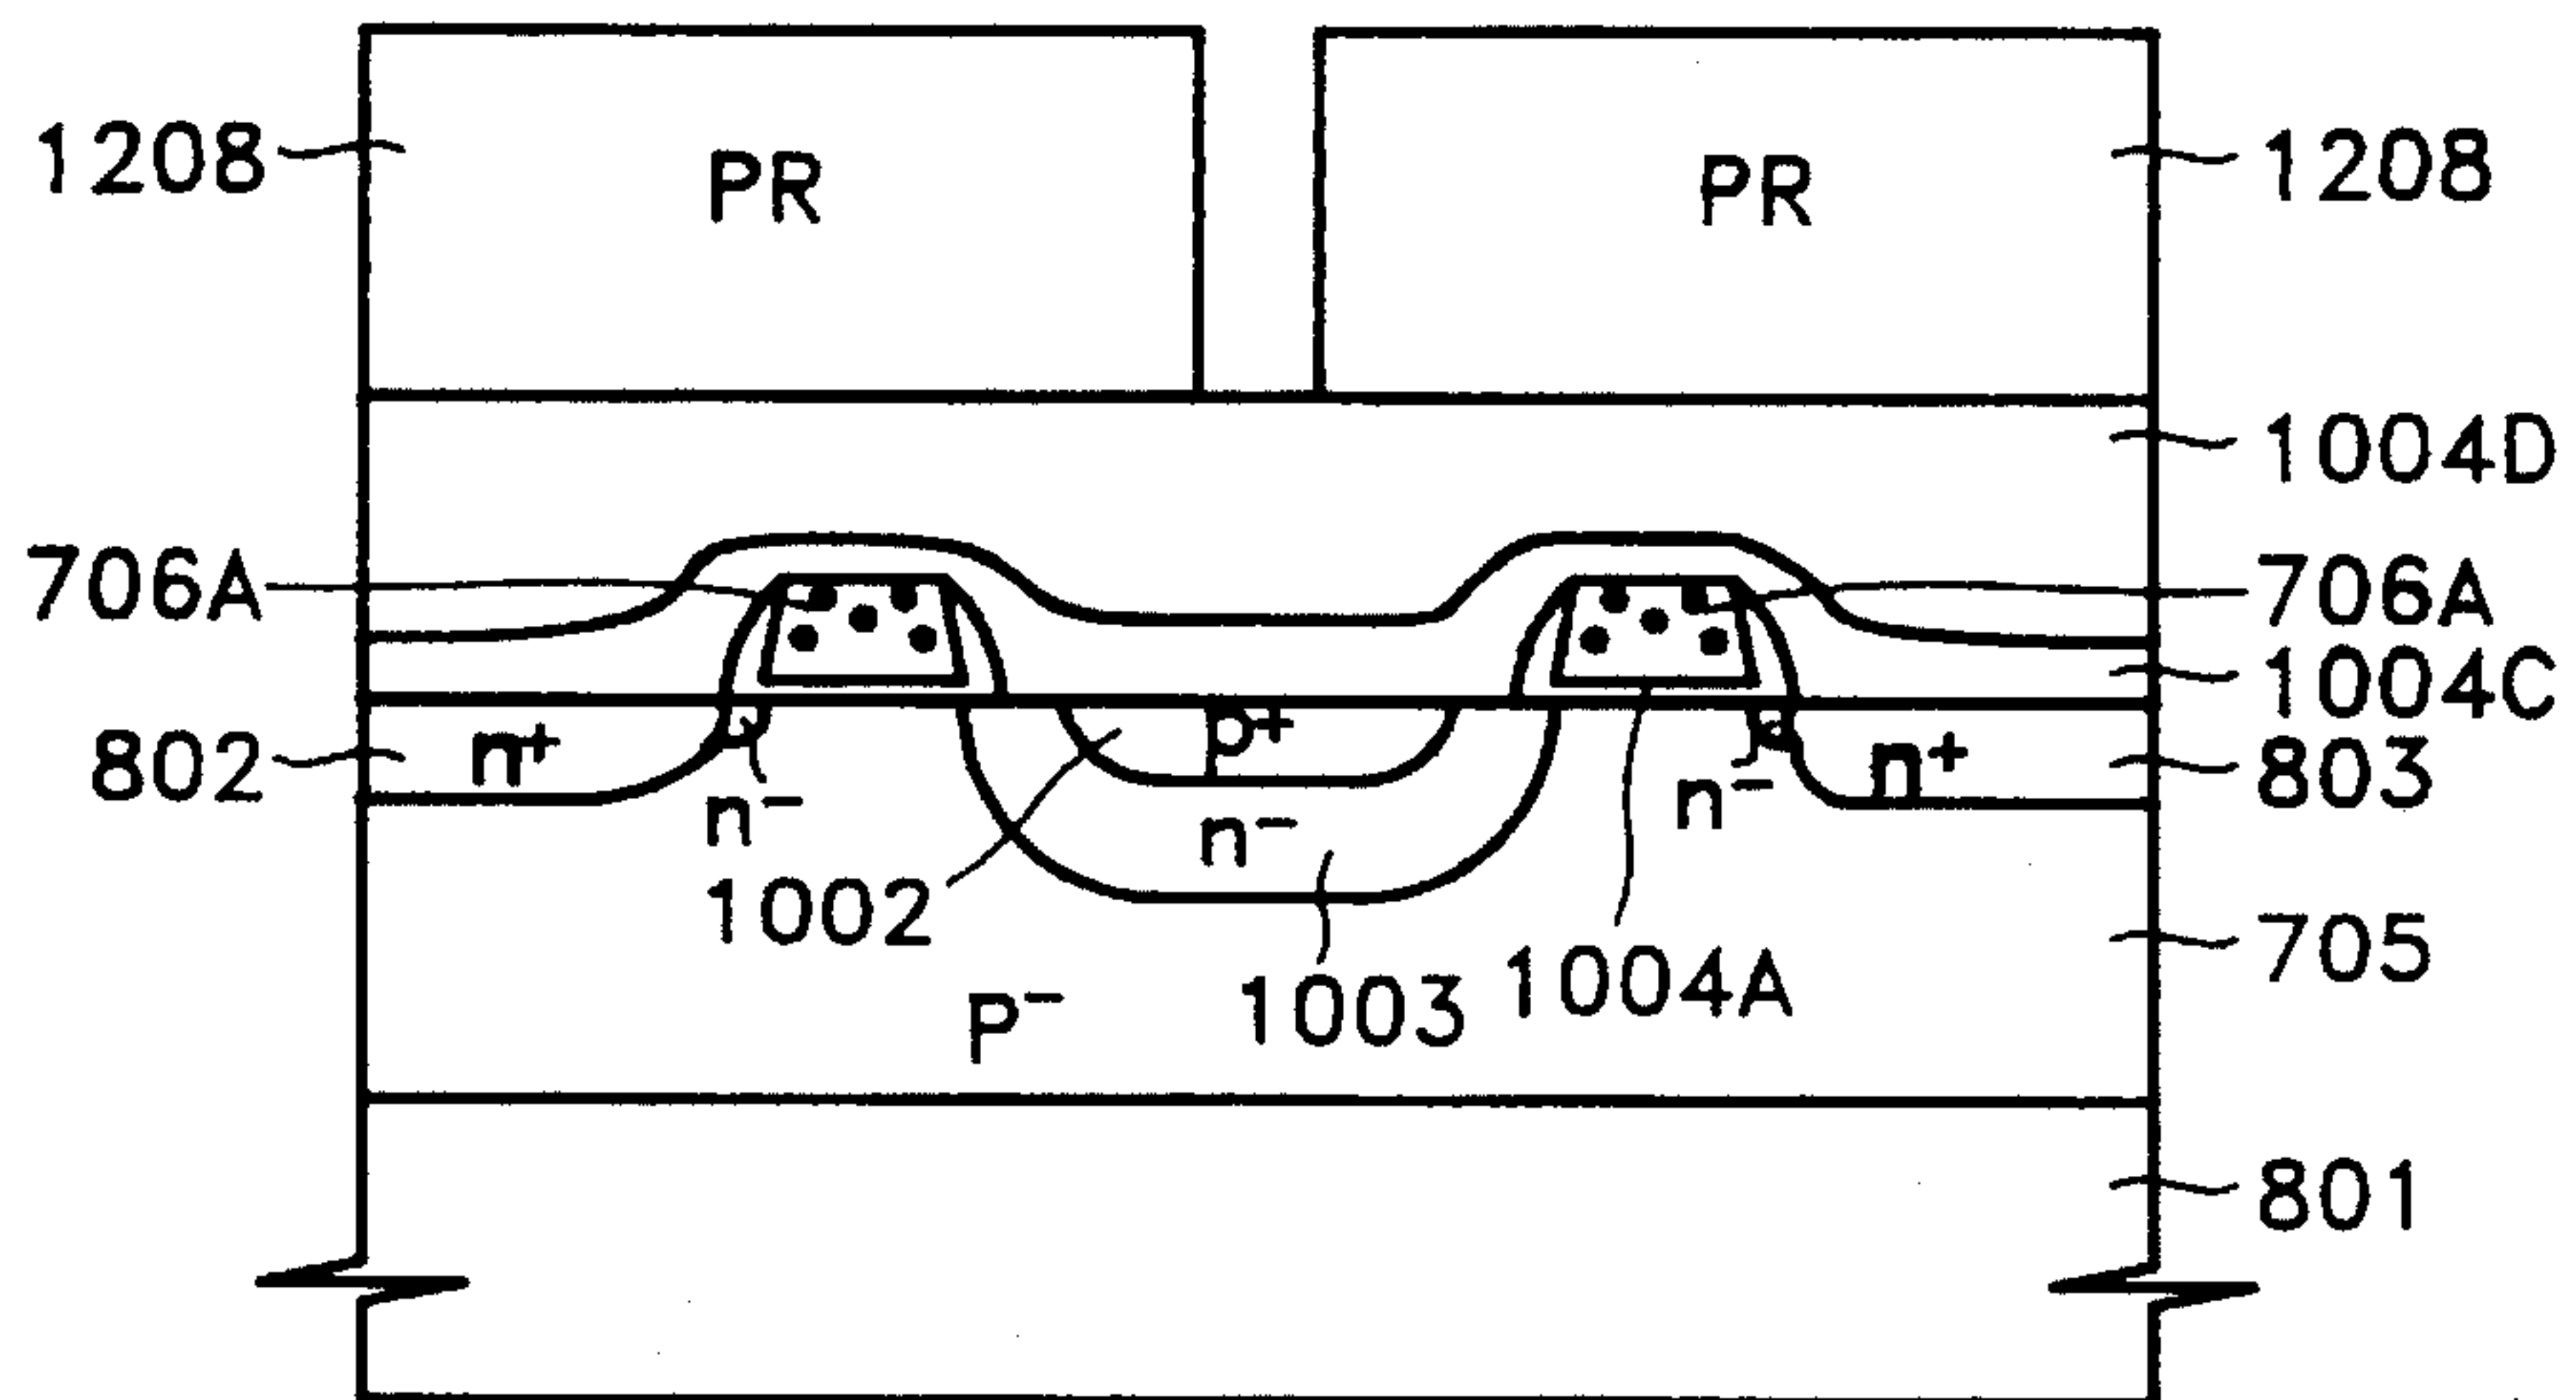 1208
PR
PR
1208
1004D
706A
706A
1004C
802
n+
n-
1002
p+
n-
1003
n-
1004A
n+
803
705
P-
801